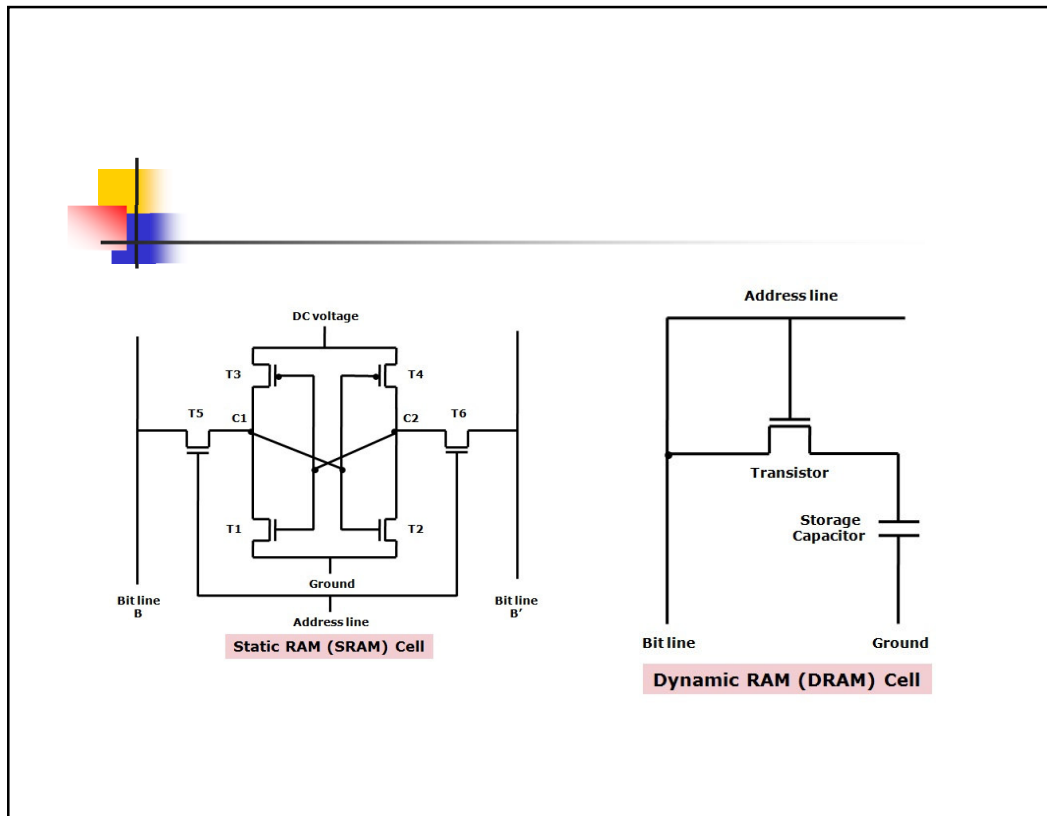 DC voltage
T3
T4
T5
C1
C2
T6
T1
T2
Ground
Bit line
B
Bit line
B’
Address line
Static RAM (SRAM) Cell
Address line
Transistor
Storage
Capacitor
Bit line
Ground
Dynamic RAM (DRAM) Cell